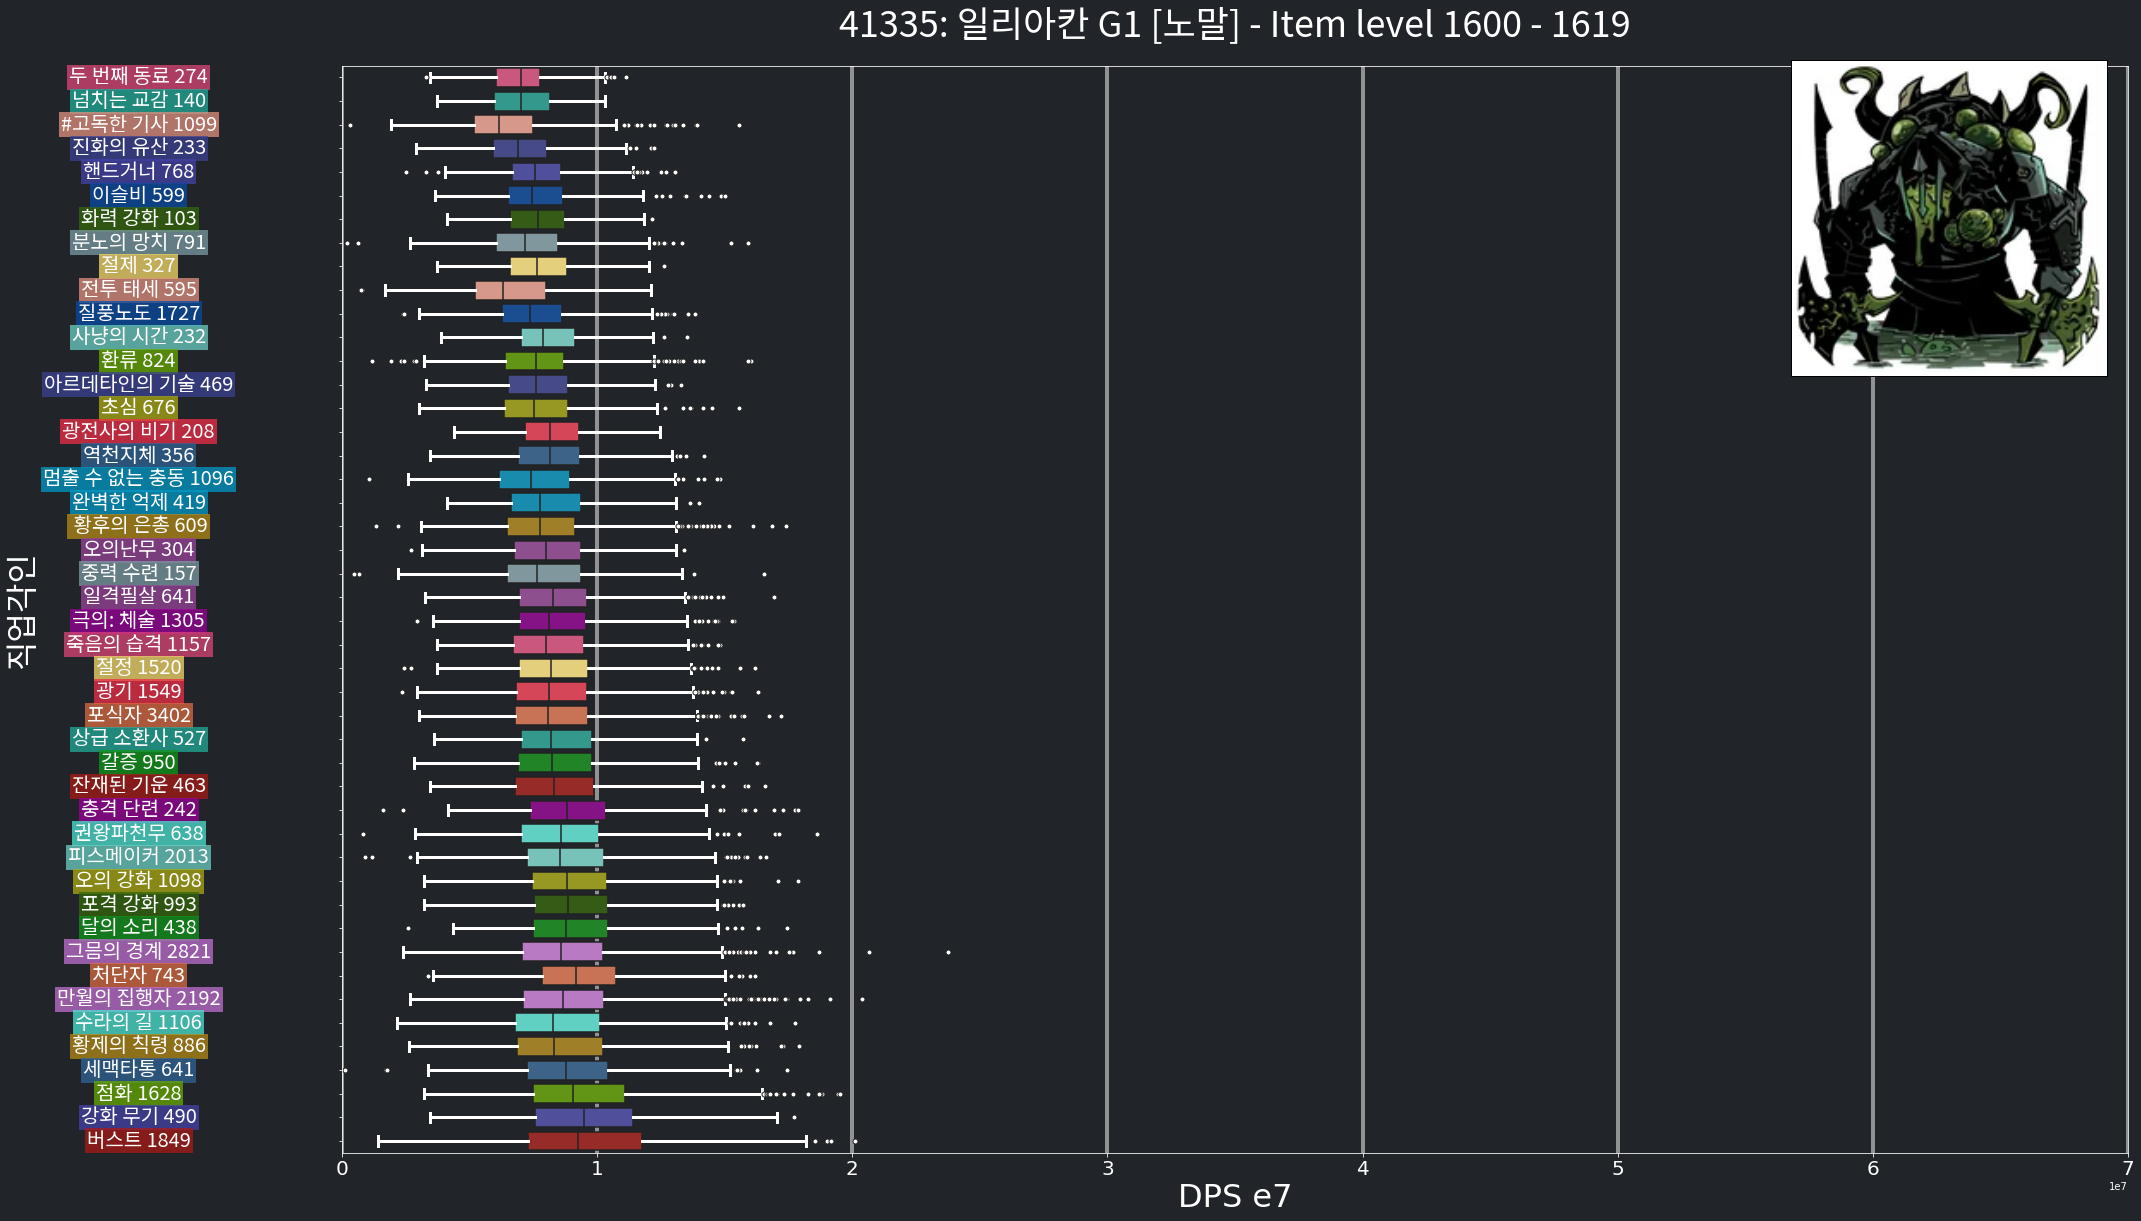 41335: 일리아칸 G1 [노말] - Item level 1600 - 1619
두 번째 동료 274
넘치는 교감 140
#고독한 기사 1099
진화의 유산 233
핸드거너 768
이슬비 599
화력 강화 103
분노의 망치 791
절제 327
전투 태세 595
질풍노도 1727
사냥의 시간 232
환류 824
아르데타인의 기술 469
초심 676
광전사의 비기 208
역천지체 356
멈출 수 없는 충동 1096
완벽한 억제 419
황후의 은총 609
오의난무 304
중력 수련 157
일격필살 641
극의: 체술 1305
죽음의 습격 1157
절정 1520
광기 1549
포식자 3402
상급 소환사 527
갈증 950
잔재된 기운 463
충격 단련 242
권왕파천무 638
피스메이커 2013
오의 강화 1098
포격 강화 993
달의 소리 438
그믐의 경계 2821
처단자 743
만월의 집행자 2192
수라의 길 1106
황제의 칙령 886
세맥타통 641
점화 1628
강화 무기 490
버스트 1849
직업각인
0 1 2 3 4 5 6 7
DPS e7
1e7